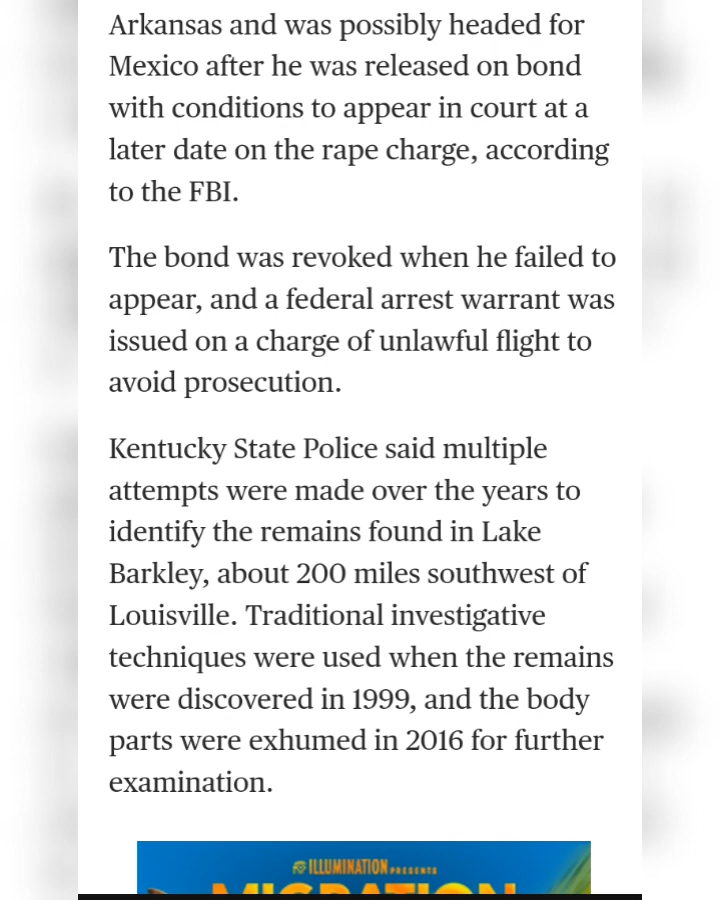 Arkansas and was possibly headed for
Mexico after he was released on bond
with conditions to appear in court at a
later date on the rape charge, according
to the FBI.
The bond was revoked when he failed to
appear, and a federal arrest warrant was
issued on a charge of unlawful flight to
avoid prosecution.
Kentucky State Police said multiple
attempts were made over the years to
identify the remains found in Lake
Barkley, about 200 miles southwest of
Louisville. Traditional investigative
techniques were used when the remains
were discovered in 1999, and the body
parts were exhumed in 2016 for further
examination.
ILLUMINATION PRESENTS
MIGRATION